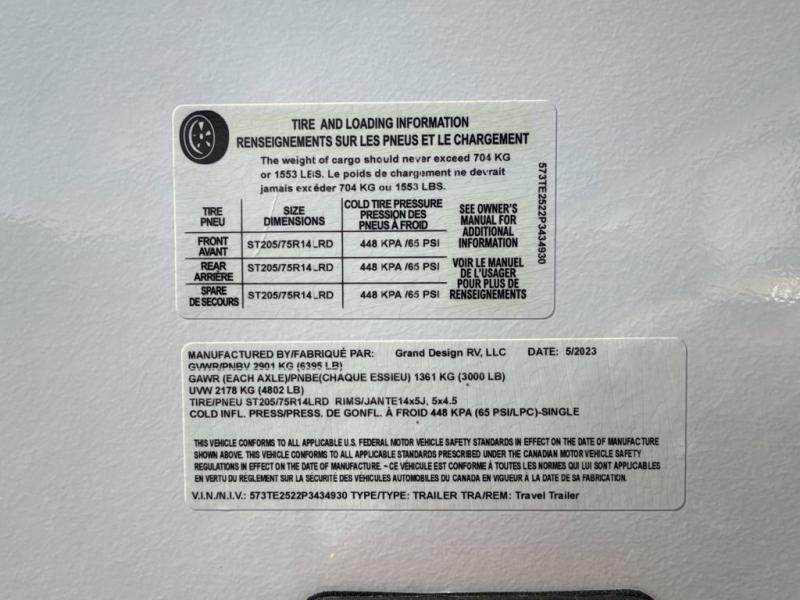 TIRE AND LOADING INFORMATION
RENSEIGNEMENTS SUR LES PNEUS ET LE CHARGEMENT
The weight of cargo should never exceed 704 KG
or 1553 LBS. Le poids de chargement ne devrait
jamais excéder 704 KG ou 1553 LBS.
TIRE PNEU SIZE DIMENSIONS COLD TIRE PRESSURE PRESSION DES PNEUS À FROID
FRONT AVANT ST205/75R14LRD 448 KPA /65 PSI
REAR ARRIÈRE ST205/75R14LRD 448 KPA /65 PSI
SPARE DE SECOURS ST205/75R14LRD 448 KPA /65 PSI
SEE OWNER'S
MANUAL FOR
ADDITIONAL
INFORMATION
VOIR LE MANUEL
DE L'USAGER
POUR PLUS DE
RENSEIGNEMENTS
573TE2522P3434930
MANUFACTURED BY/FABRIQUÉ PAR: Grand Design RV, LLC DATE: 5/2023
GVWR/PNBV 2901 KG (6395 LB)
GAWR (EACH AXLE)/PNBE(CHAQUE ESSIEU) 1361 KG (3000 LB)
UVW 2178 KG (4802 LB)
TIRE/PNEU ST205/75R14LRD RIMS/JANTE14x5J, 5x4.5
COLD INFL. PRESS/PRESS. DE GONFL. À FROID 448 KPA (65 PSI/LPC)-SINGLE
THIS VEHICLE CONFORMS TO ALL APPLICABLE U.S. FEDERAL MOTOR VEHICLE SAFETY STANDARDS IN EFFECT ON THE DATE OF MANUFACTURE
SHOWN ABOVE. THIS VEHICLE CONFORMS TO ALL APPLICABLE STANDARDS PRESCRIBED UNDER THE CANADIAN MOTOR VEHICLE SAFETY
REGULATIONS IN EFFECT ON THE DATE OF MANUFACTURE. - CE VÉHICULE EST CONFORME À TOUTES LES NORMES QUI LUI SONT APPLICABLES
EN VERTU DU RÈGLEMENT SUR LA SÉCURITÉ DES VÉHICULES AUTOMOBILES DU CANADA EN VIGUEUR À LA DATE DE SA FABRICATION.
V.I.N./N.I.V.: 573TE2522P3434930 TYPE/TYPE: TRAILER TRA/REM: Travel Trailer